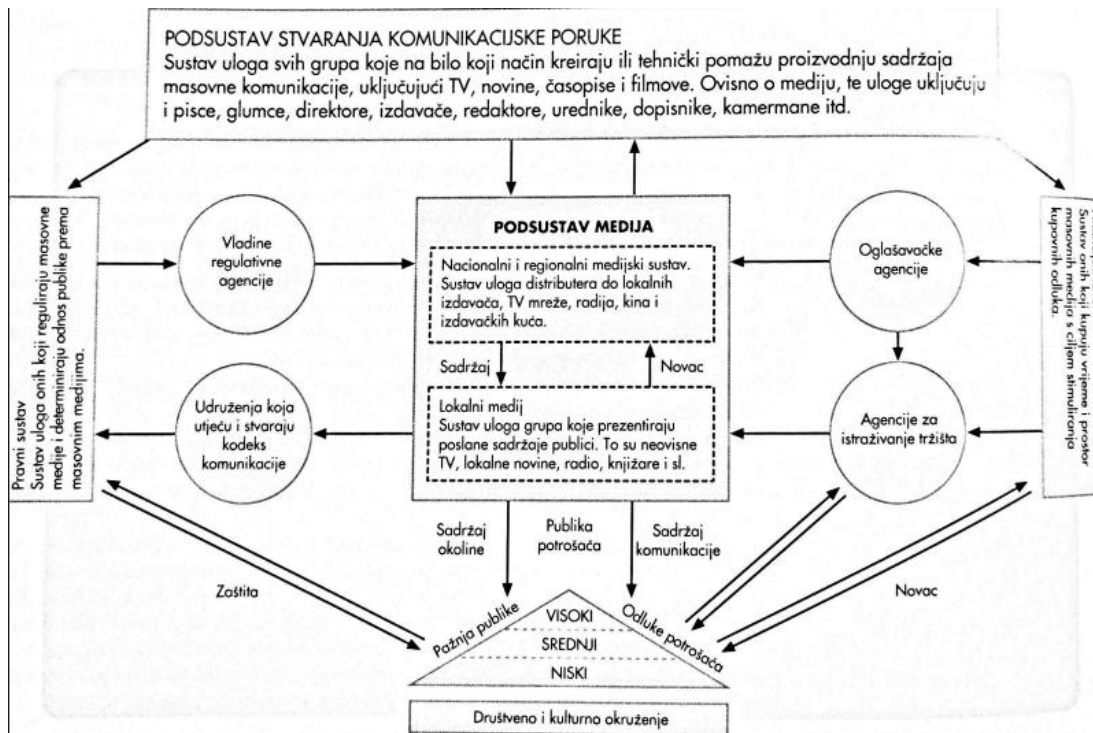 PODSUSTAV STVARANJA KOMUNIKACIJSKE PORUKE
Sustav uloga svih grupa koje na bilo koji način kreiraju ili tehnički pomažu proizvodnju sadržaja
masovne komunikacije, uključujući TV, novine, časopise i filmove. Ovisno o mediju, te uloge uključuju
i pisce, glumce, direktore, izdavače, redaktore, urednike, dopisnike, kamermane itd.
Pravni sustav
Sustav uloga onih koji reguliraju masovne
medije i determiniraju odnos publike prema
masovnim medijima.
Vladine
regulativne
agencije
Udruženja koja
utječu i stvaraju
kodeks
komunikacije
PODSUSTAV MEDIJA
Nacionalni i regionalni medijski sustav.
Sustav uloga distributera do lokalnih
izdavača, TV mreže, radija, kina i
izdavačkih kuća.
Sadržaj
Novac
Lokalni medij
Sustav uloga grupa koje prezentiraju
poslane sadržaje publici. To su neovisne
TV, lokalne novine, radio, knjižare i sl.
Oglašavačke
agencije
Agencije za
istraživanje tržišta
Sustav onih koji kupuju vrijeme i prostor
masovnih medija s ciljem stimuliranja
kupovnih odluka.
Sadržaj
okoline
Publika
potrošača
Sadržaj
komunikacije
Zaštita
Novac
Pažnja publike
VISOKI
SREDNJI
NISKI
Odluke potrošača
Društveno i kulturno okruženje